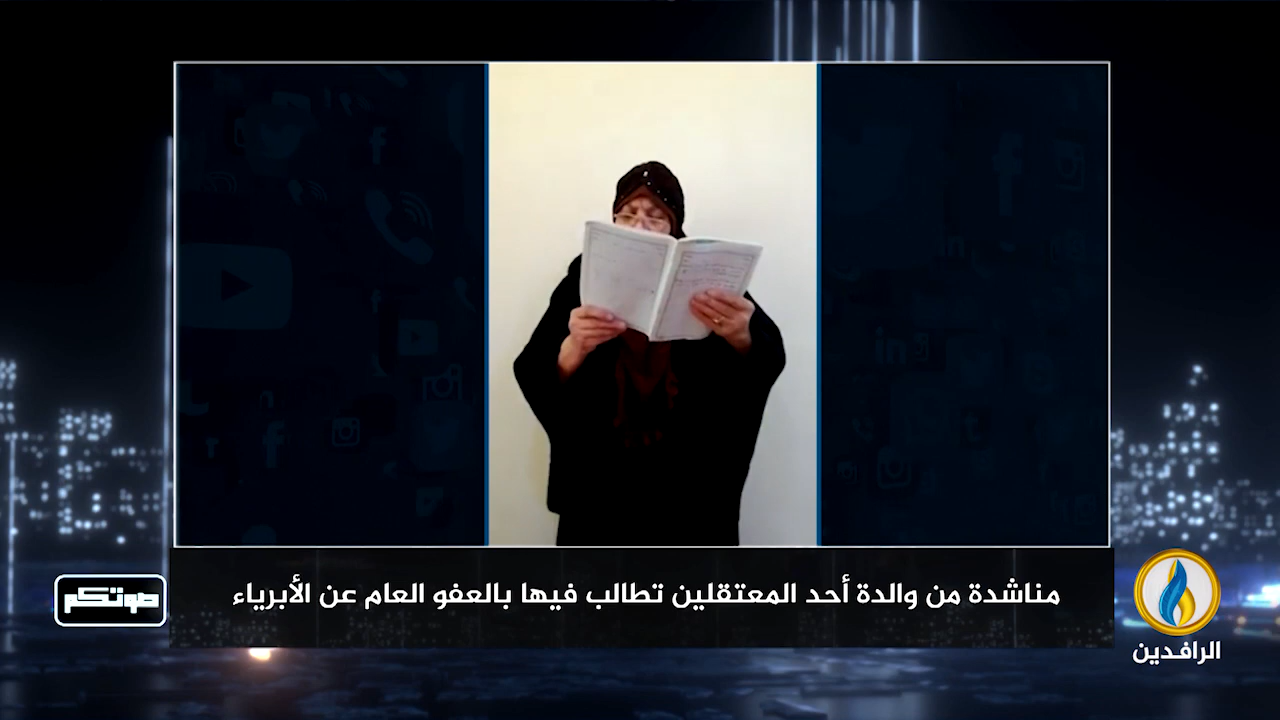 مناشدة من والدة أحد المعتقلين تطالب فيها بالعفو العام عن الأبرياء
صوتكم
الرافدين